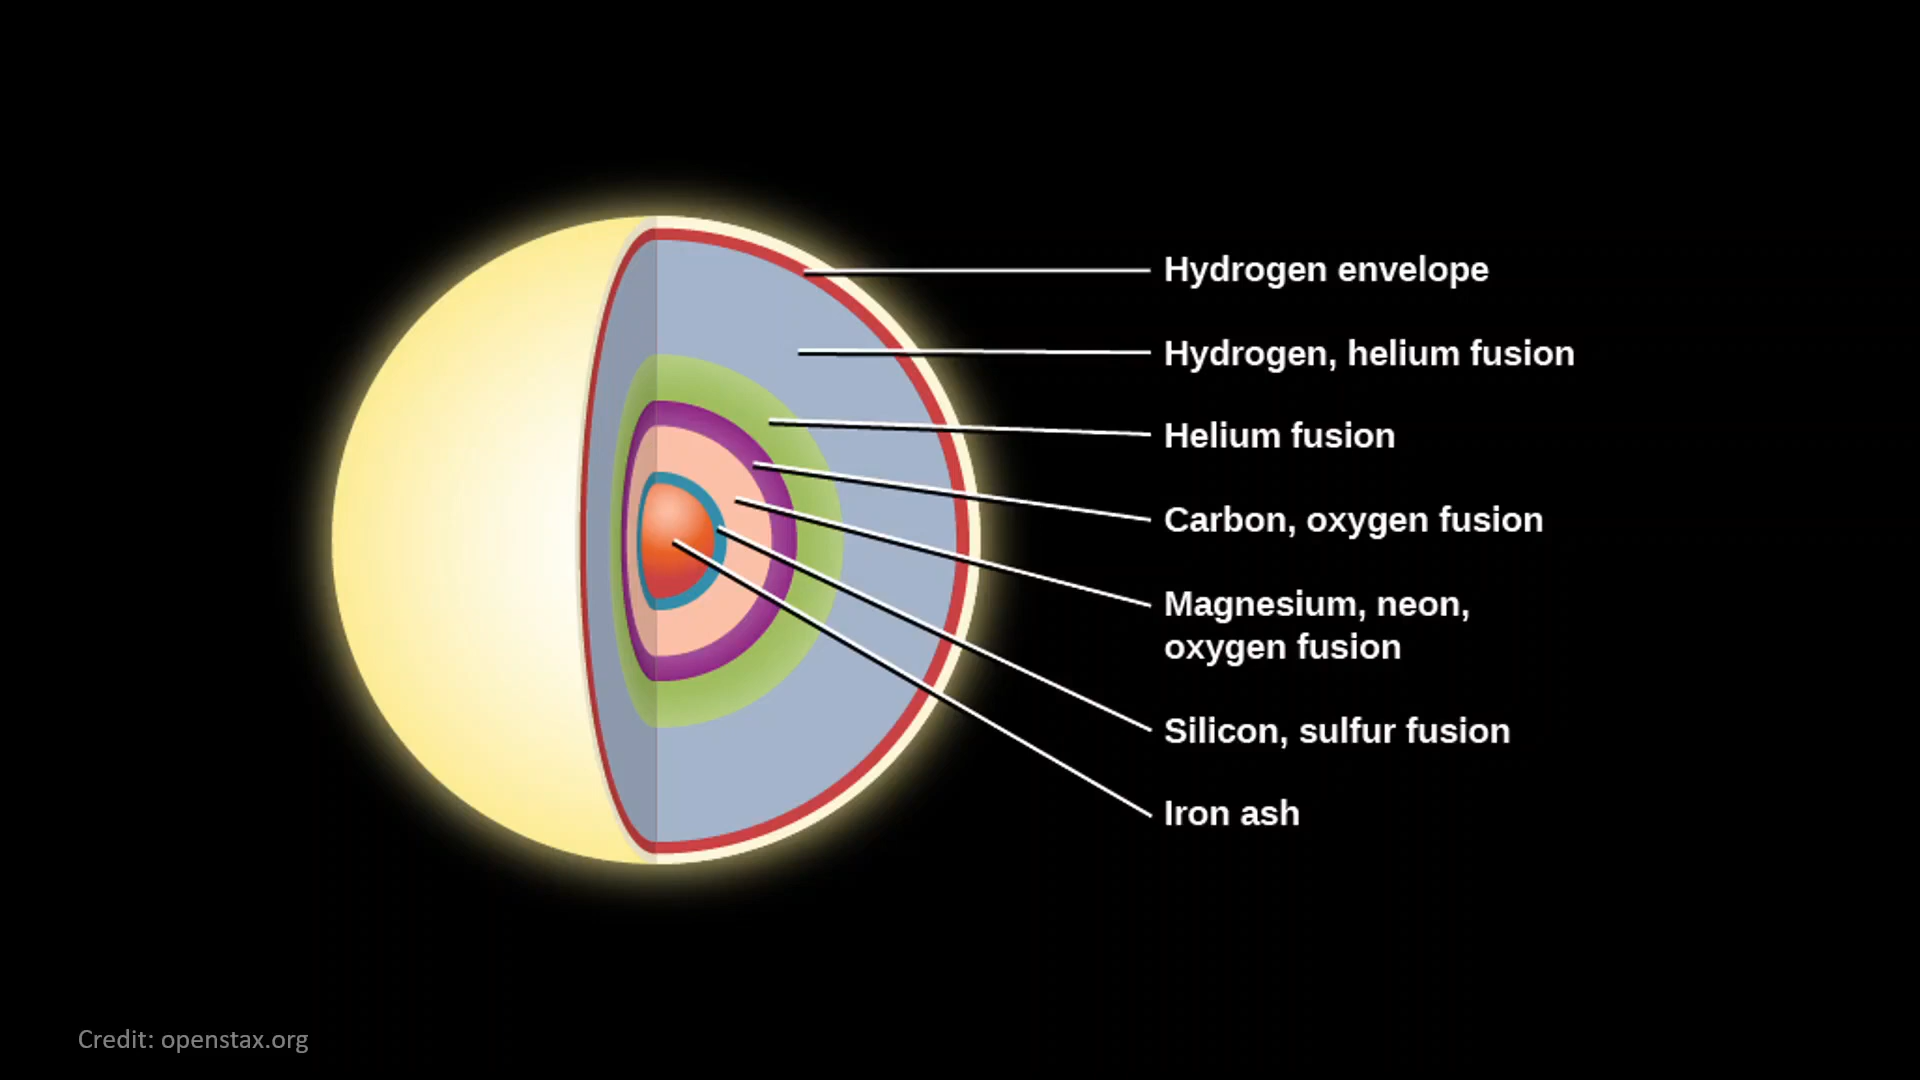 Hydrogen envelope
Hydrogen, helium fusion
Helium fusion
Carbon, oxygen fusion
Magnesium, neon,
oxygen fusion
Silicon, sulfur fusion
Iron ash
Credit: openstax.org